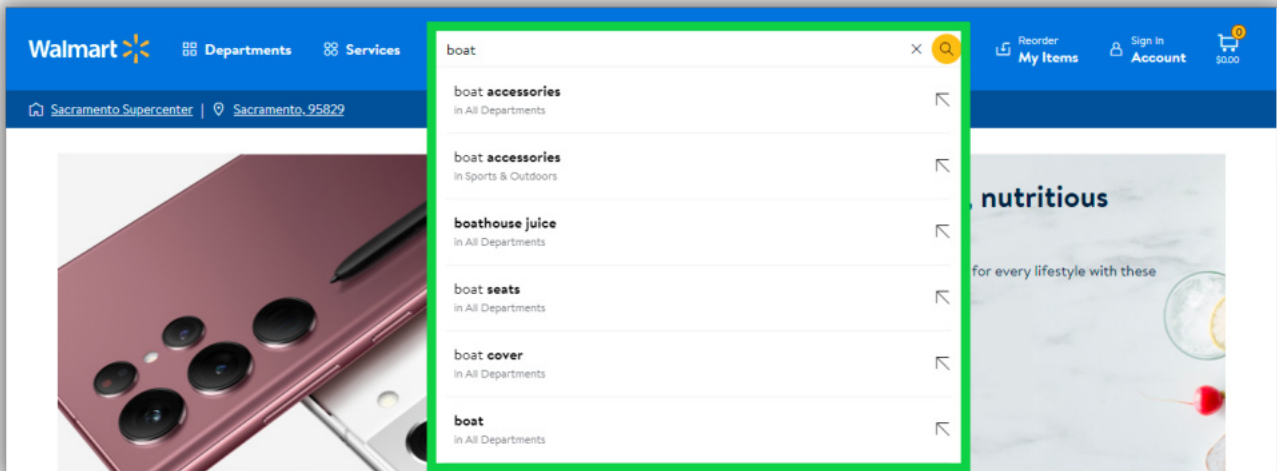 Walmart
Departments
Services
boat
Reorder
My Items
Sign In
Account
0
$0.00
Sacramento Supercenter | Sacramento, 95829
boat accessories
in All Departments
boat accessories
in Sports & Outdoors
boathouse juice
in All Departments
boat seats
in All Departments
boat cover
in All Departments
boat
in All Departments
, nutritious
for every lifestyle with these